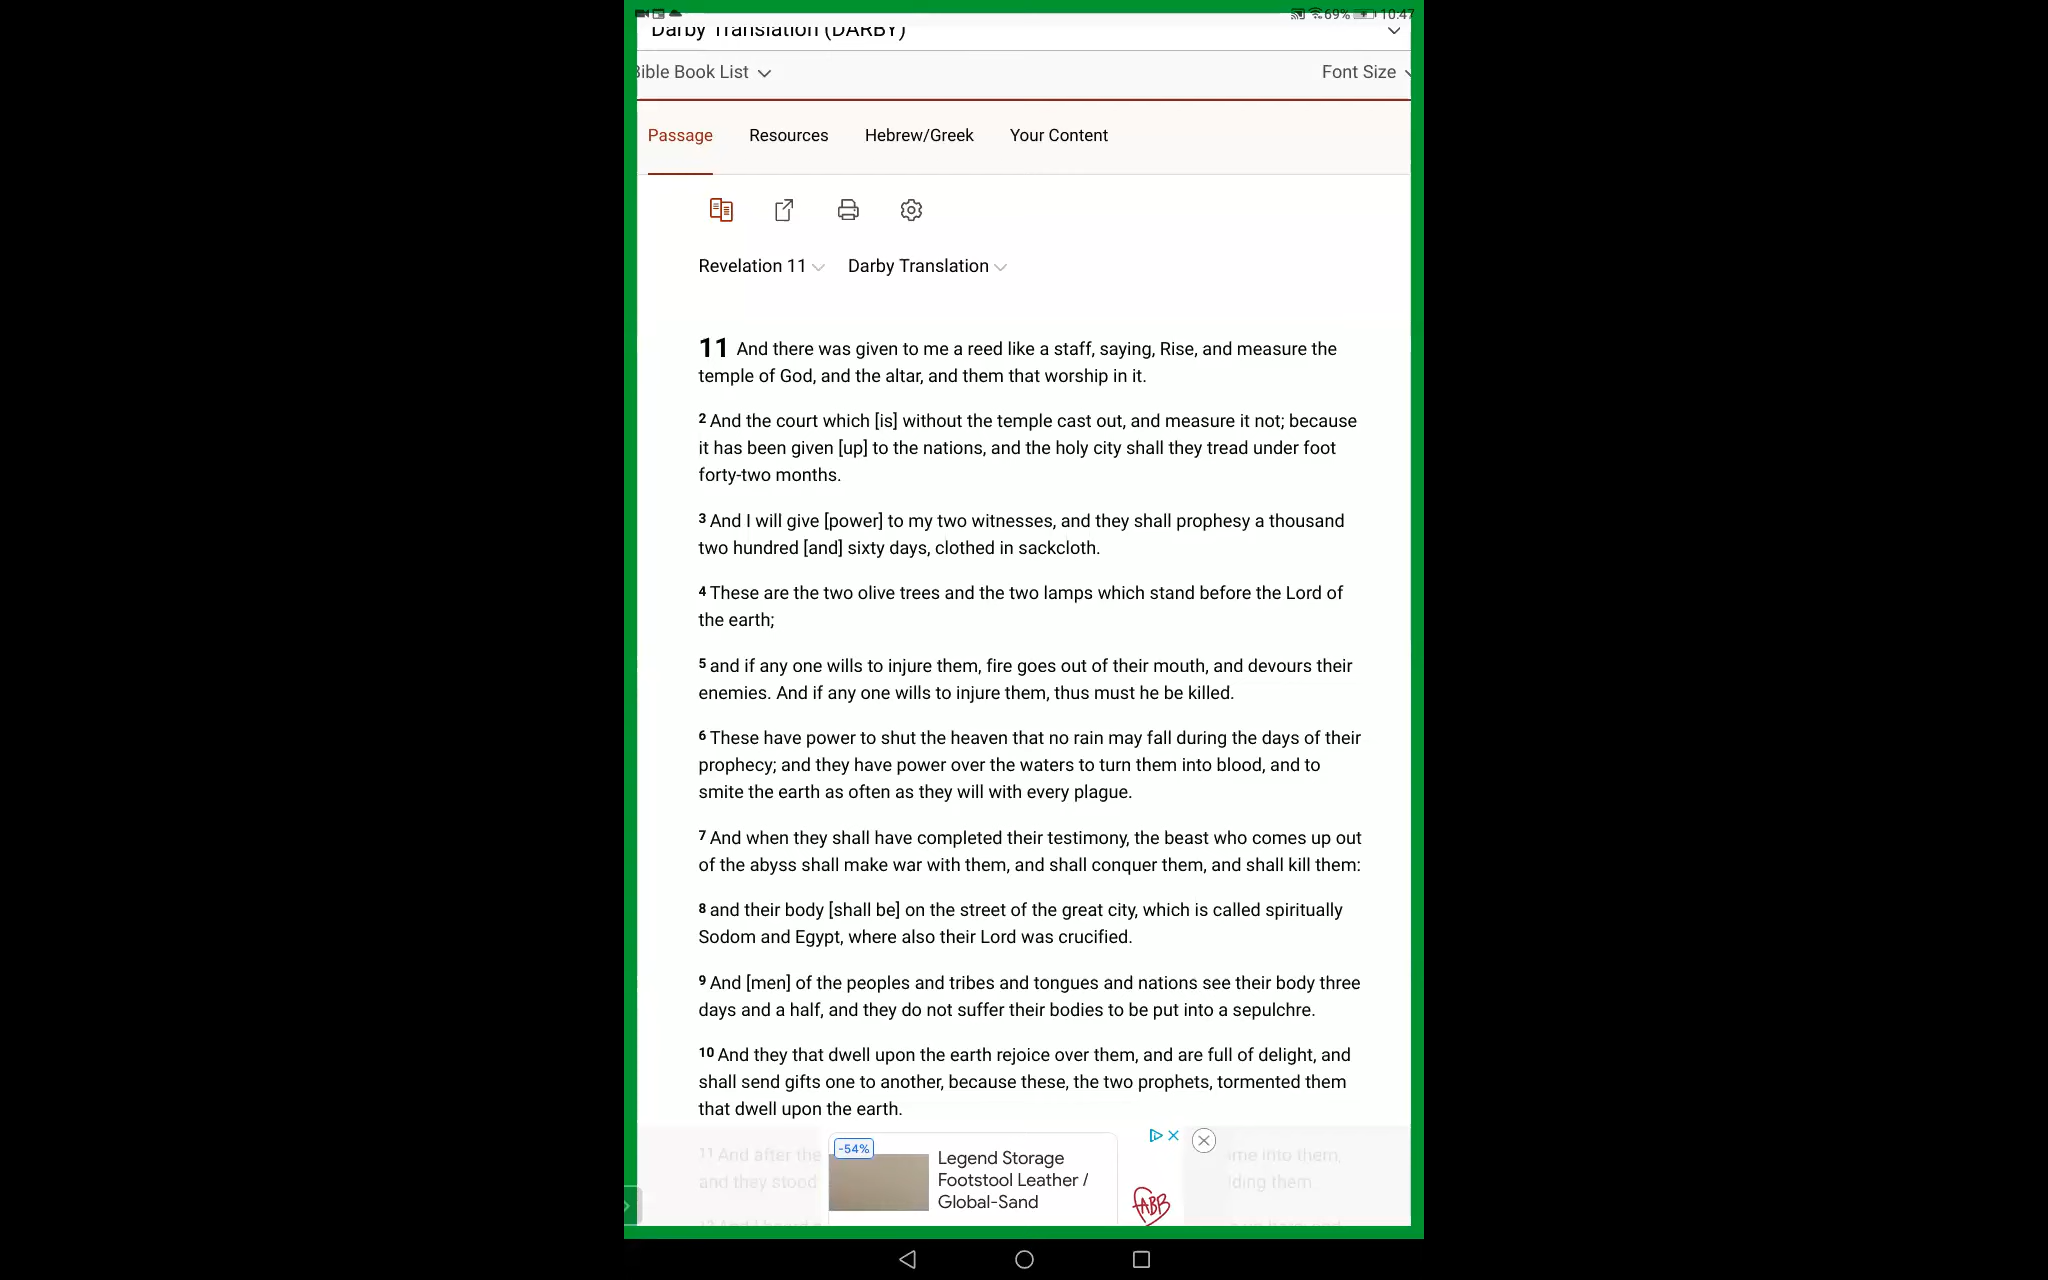 69% 10:47
Darby Translation (DARBY)
Bible Book List
Font Size
Passage Resources Hebrew/Greek Your Content
Revelation 11 Darby Translation
11 And there was given to me a reed like a staff, saying, Rise, and measure the
temple of God, and the altar, and them that worship in it.
2 And the court which [is] without the temple cast out, and measure it not; because
it has been given [up] to the nations, and the holy city shall they tread under foot
forty-two months.
3 And I will give [power] to my two witnesses, and they shall prophesy a thousand
two hundred [and] sixty days, clothed in sackcloth.
4 These are the two olive trees and the two lamps which stand before the Lord of
the earth;
5 and if any one wills to injure them, fire goes out of their mouth, and devours their
enemies. And if any one wills to injure them, thus must he be killed.
6 These have power to shut the heaven that no rain may fall during the days of their
prophecy; and they have power over the waters to turn them into blood, and to
smite the earth as often as they will with every plague.
7 And when they shall have completed their testimony, the beast who comes up out
of the abyss shall make war with them, and shall conquer them, and shall kill them:
8 and their body [shall be] on the street of the great city, which is called spiritually
Sodom and Egypt, where also their Lord was crucified.
9 And [men] of the peoples and tribes and tongues and nations see their body three
days and a half, and they do not suffer their bodies to be put into a sepulchre.
10 And they that dwell upon the earth rejoice over them, and are full of delight, and
shall send gifts one to another, because these, the two prophets, tormented them
that dwell upon the earth.
11 And after the
into them,
and they stood
them.
-54%
Legend Storage
Footstool Leather /
Global-Sand
ABB